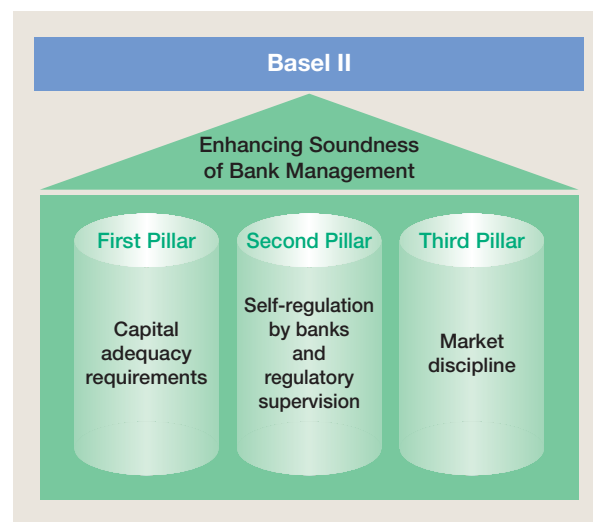 Basel II
Enhancing Soundness
of Bank Management
First Pillar
Capital
adequacy
requirements
Second Pillar
Self-regulation
by banks
and
regulatory
supervision
Third Pillar
Market
discipline